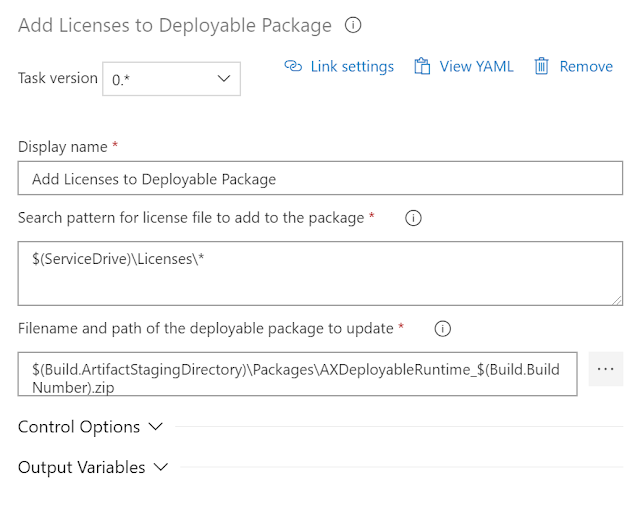 Add Licenses to Deployable Package
Task version 0.* Link settings View YAML Remove
Display name *
Add Licenses to Deployable Package
Search pattern for license file to add to the package *
$(ServiceDrive)\Licenses\*
Filename and path of the deployable package to update *
$(Build.ArtifactStagingDirectory)\Packages\AXDeployableRuntime_$(Build.Build
Number).zip
Control Options
Output Variables